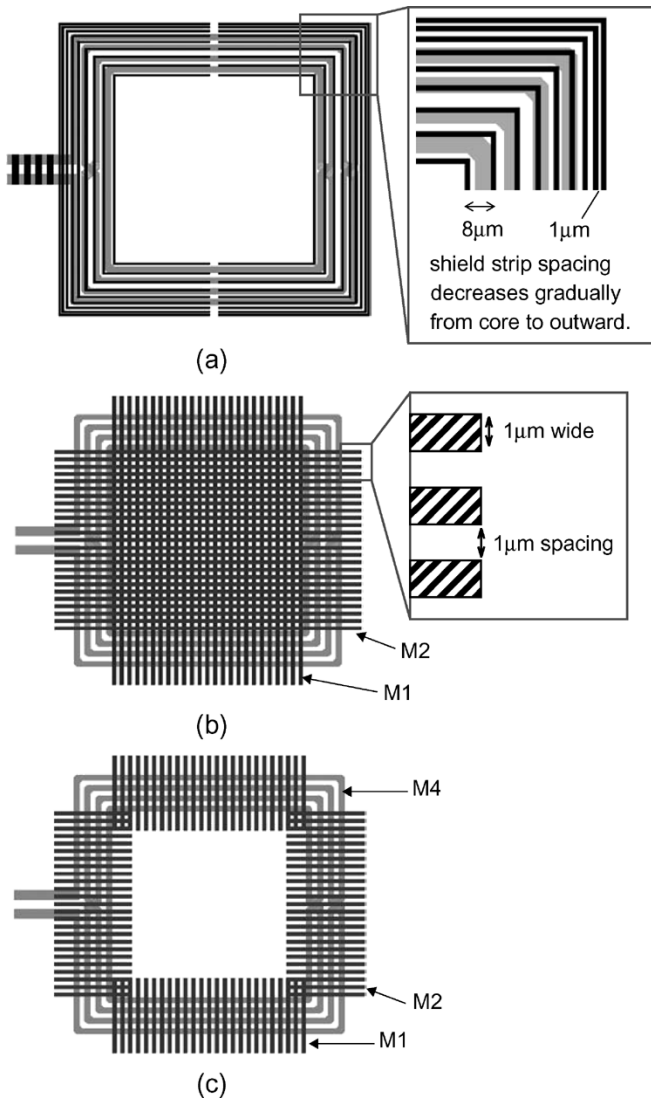 8μm
1μm
shield strip spacing
decreases gradually
from core to outward.
(a)
1μm wide
1μm spacing
M2
M1
(b)
M4
M2
M1
(c)